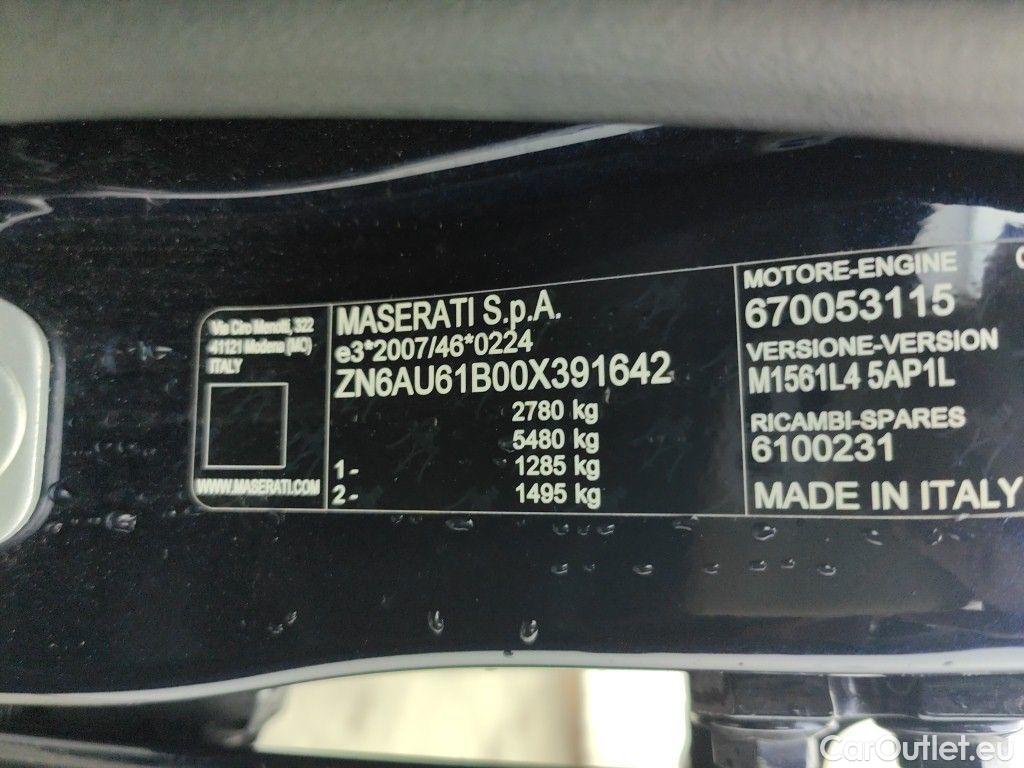 Via Ciro Menotti, 322
41121 Modena (MO)
ITALY
WWW.MASERATI.COM
MASERATI S.p.A.
e3*2007/46*0224
ZN6AU61B00X391642
2780 kg
5480 kg
1- 1285 kg
2- 1495 kg
MOTORE-ENGINE
670053115
VERSIONE-VERSION
M1561L4 5AP1L
RICAMBI-SPARES
6100231
MADE IN ITALY
CarOutlet.eu